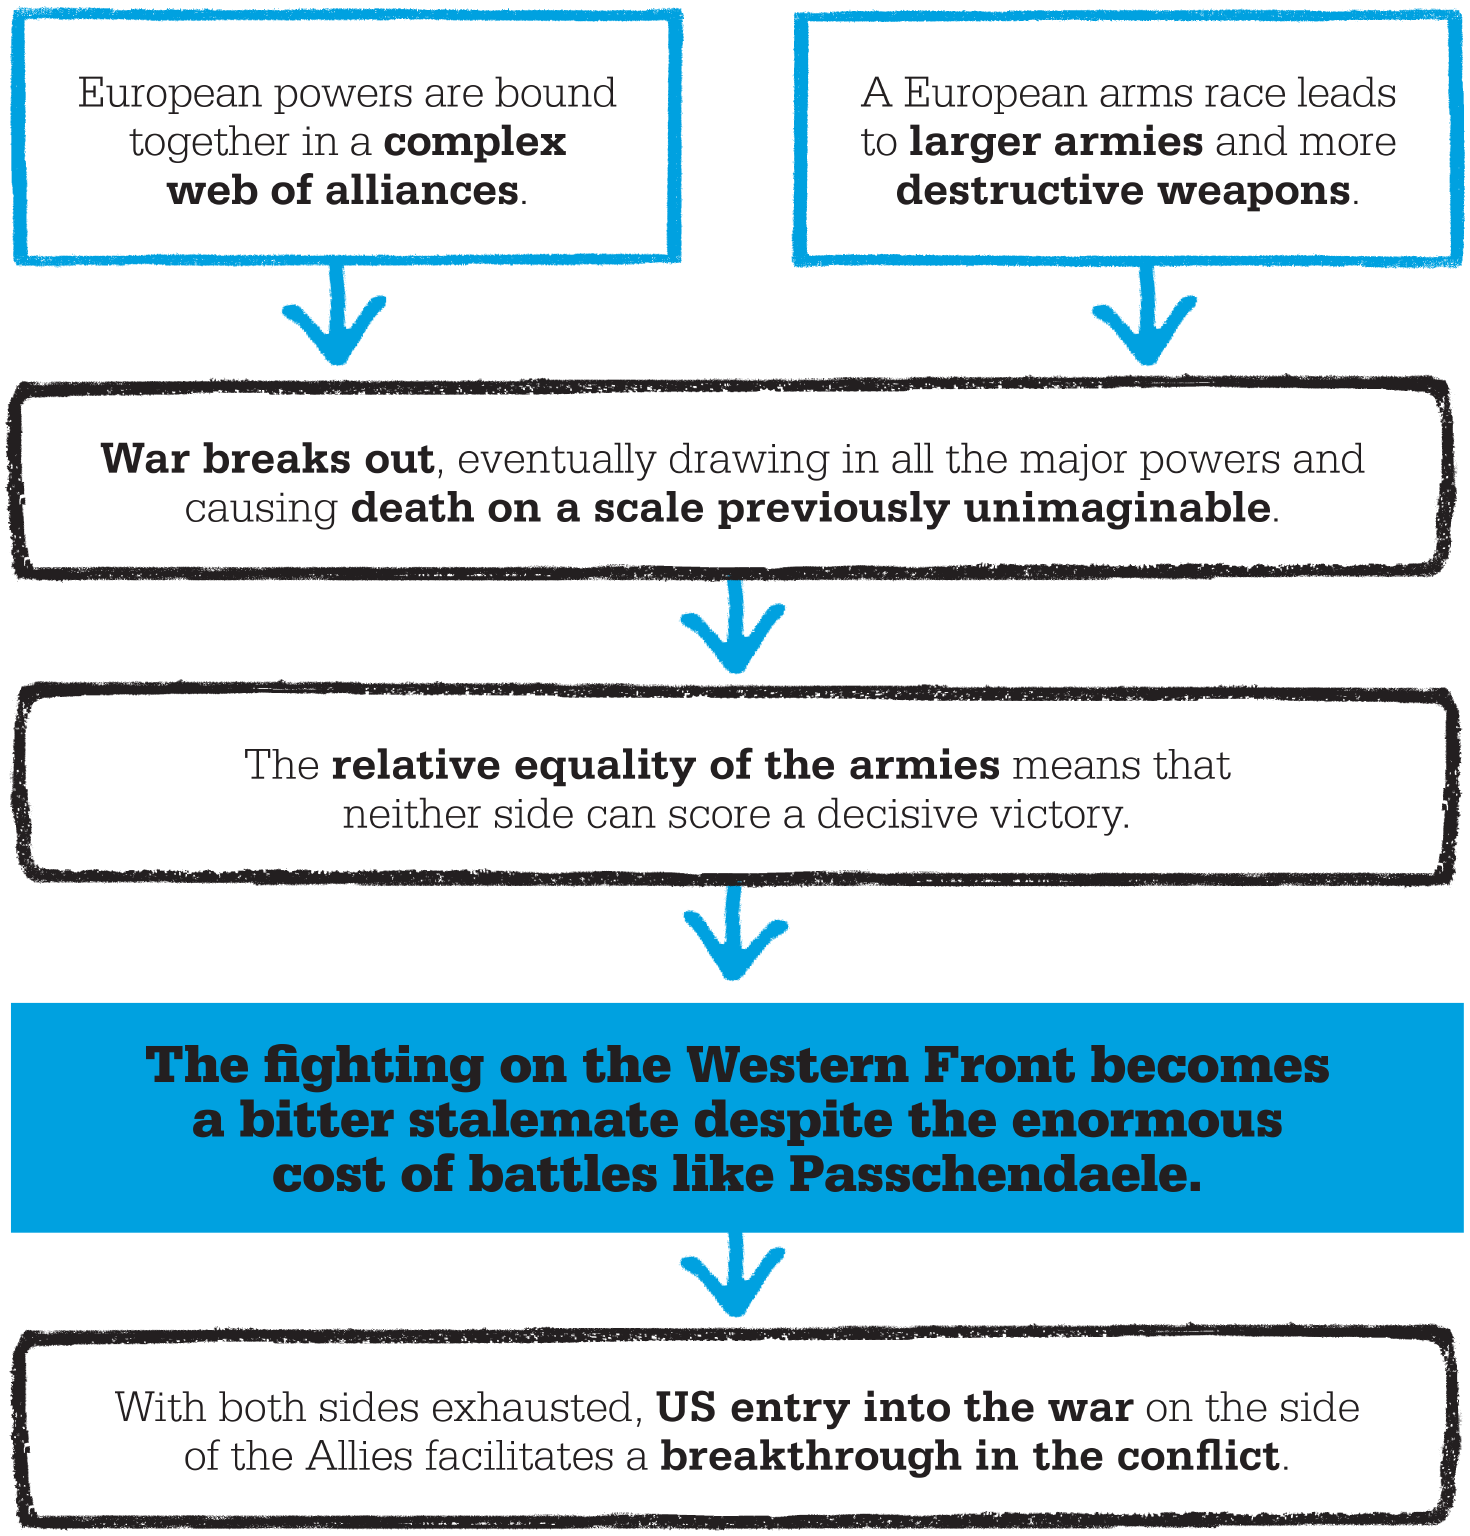 European powers are bound
together in a complex
web of alliances.
A European arms race leads
to larger armies and more
destructive weapons.
War breaks out, eventually drawing in all the major powers and
causing death on a scale previously unimaginable.
The relative equality of the armies means that
neither side can score a decisive victory.
The fighting on the Western Front becomes
a bitter stalemate despite the enormous
cost of battles like Passchendaele.
With both sides exhausted, US entry into the war on the side
of the Allies facilitates a breakthrough in the conflict.